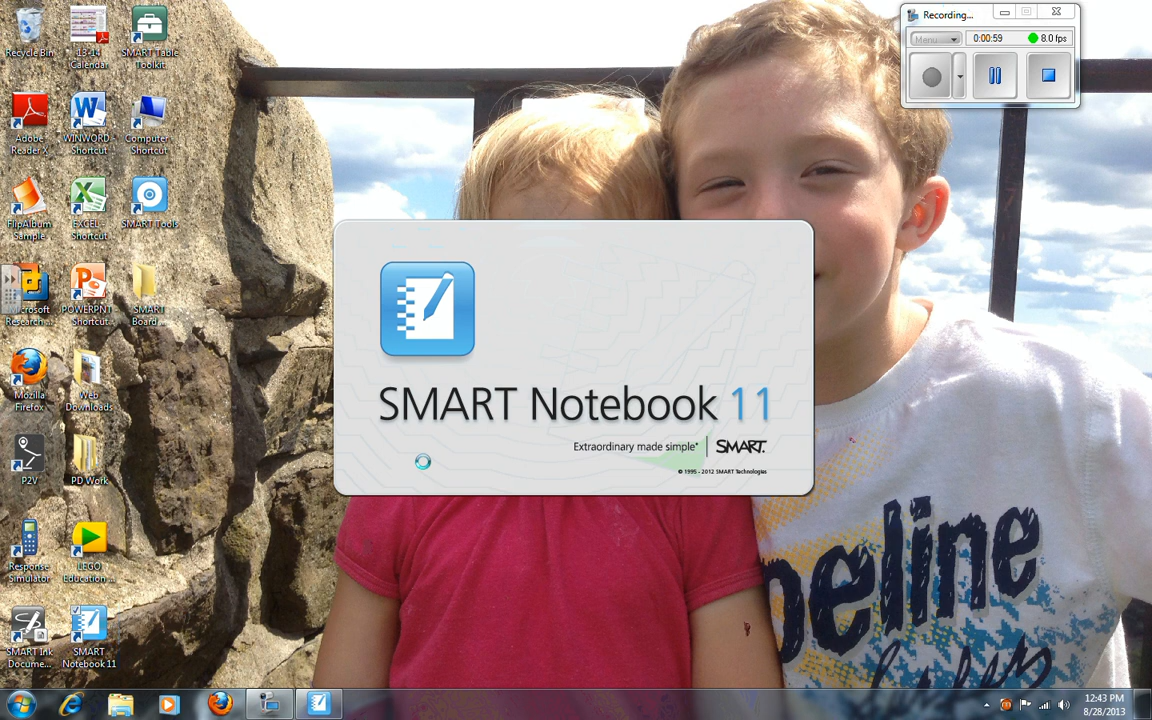 Recycle Bin
13-14
Calendar
SMART Table
Toolkit
Adobe
Reader X
WINWORD -
Shortcut
Computer -
Shortcut
FlipAlbum
Sample
EXCEL -
Shortcut
SMART Tools
Microsoft
Research ...
POWERPNT -
Shortcut
SMART
Board ...
Mozilla
Firefox
Web
Downloads
P2V
PD Work
Response
Simulator
LEGO
Education ...
SMART Ink
Docume...
SMART
Notebook 11
Recording...
Menu
0:00:59
8.0 fps
SMART Notebook 11
Extraordinary made simple
SMART
© 1995 - 2012 SMART Technologies
peline
12:43 PM
8/28/2013